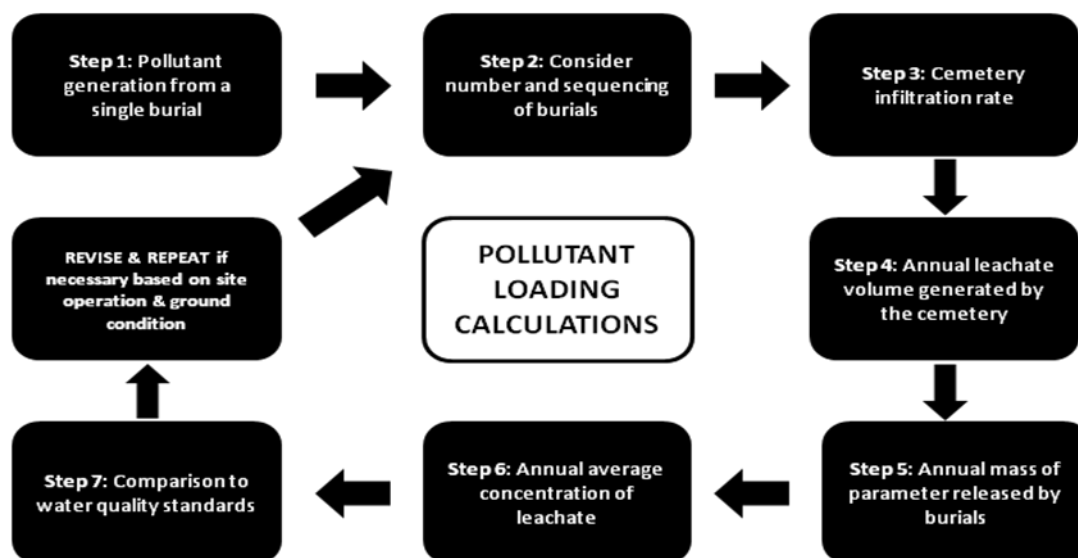 Step 1: Pollutant
generation from a
single burial
Step 2: Consider
number and sequencing
of burials
Step 3: Cemetery
infiltration rate
Step 4: Annual leachate
volume generated by
the cemetery
Step 5: Annual mass of
parameter released by
burials
Step 6: Annual average
concentration of
leachate
Step 7: Comparison to
water quality standards
REVISE & REPEAT if
necessary based on site
operation & ground
condition
POLLUTANT
LOADING
CALCULATIONS